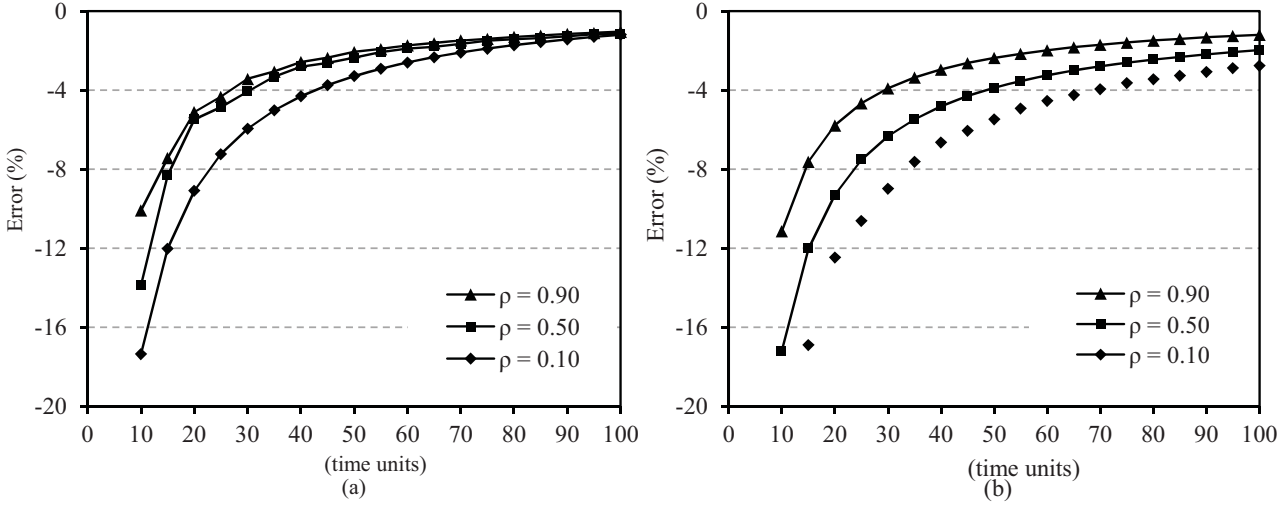 0
-4
-8
-12
-16
-20
Error (%)
ρ = 0.90
ρ = 0.50
ρ = 0.10
0 10 20 30 40 50 60 70 80 90 100
(time units)
(a)
0
-4
-8
-12
-16
-20
Error (%)
ρ = 0.90
ρ = 0.50
ρ = 0.10
0 10 20 30 40 50 60 70 80 90 100
(time units)
(b)